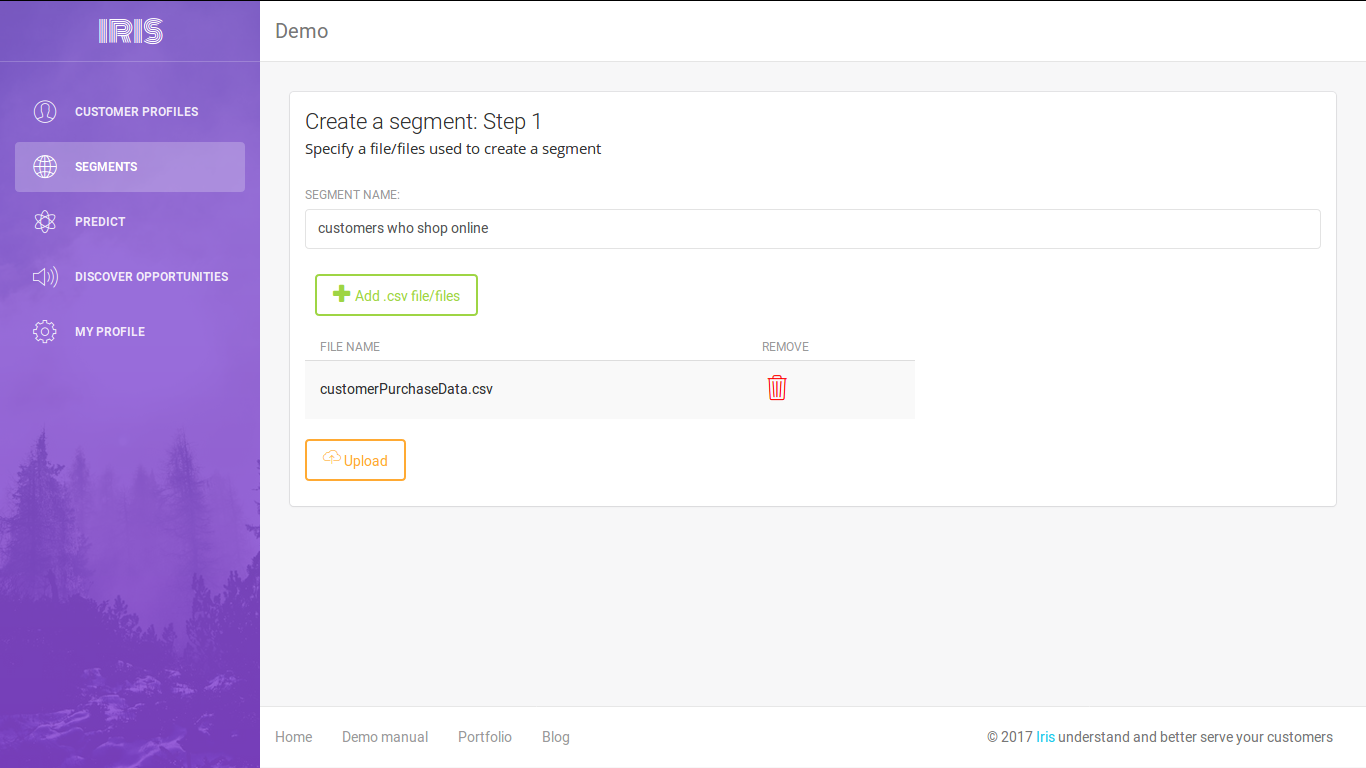 IRIS
Demo
CUSTOMER PROFILES
SEGMENTS
PREDICT
DISCOVER OPPORTUNITIES
MY PROFILE
Create a segment: Step 1
Specify a file/files used to create a segment
SEGMENT NAME:
customers who shop online
Add .csv file/files
FILE NAME REMOVE
customerPurchaseData.csv
Upload
Home Demo manual Portfolio Blog © 2017 Iris understand and better serve your customers